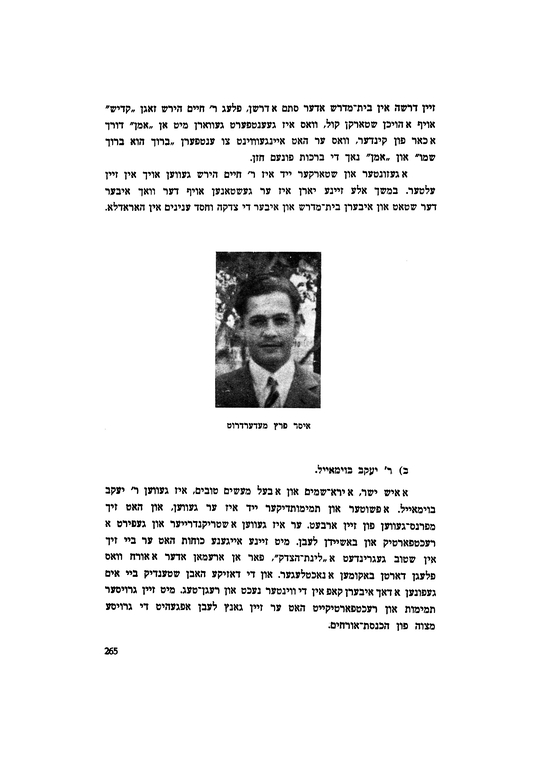 זיין דרשה אין בית־מדרש אדער סתם א דרשן, פלעג ר׳ חיים הירש זאגן „קדיש״
אויף א הויכן שטארקן קול, וואס איז געענטפערט געווארן מיט אן „אמן״ דורך
א כאר פון קינדער, וואס ער האט איינגעווינט צו ענטפערן „ברוך הוא ברוך
שמו״ און „אמן״ נאך די ברכות פונעם חזן.
א געזונטער און שטארקער ייד איז ר׳ חיים הירש געווען אויך אין זיין
עלטער. במשך אלע זיינע יארן איז ער געשטאנען אויף דער וואך איבער
דער שטאט און איבערן בית־מדרש און איבער די צדקה וחסד ענינים אין האראדלא.
איסר פרץ מעדערדרוט
כ) ר׳ יעקב בוימאייל.
א איש ישר, א ירא־שמים און א בעל מעשים טובים, איז געווען ר׳ יעקב
בוימאייל. א פשוטער און תמימותדיקער ייד איז ער געווען, און האט זיך
מפרנס־געווען פון זיין ארבעט. ער איז געווען א שטריקנדרייער און געפירט א
רעכטפארטיק און באשיידן לעבן. מיט זיינע אייגענע כוחות האט ער ביי זיך
אין שטוב געגרינדעט א „לינת־הצדק״, פאר אן ארעמאן אדער א אורח וואס
פלעגן דארטן באקומען א נאכטלעגער. און די דאזיקע האבן שטענדיק ביי אים
געפונען א דאך איבערן קאפ אין די ווינטער נעכט און רעגן־טעג. מיט זיין גרויסער
תמימות און רעכטפארטיקייט האט ער זיין גאנץ לעבן אפגעהיט די גרויסע
מצוה פון הכנסת־אורחים.
265